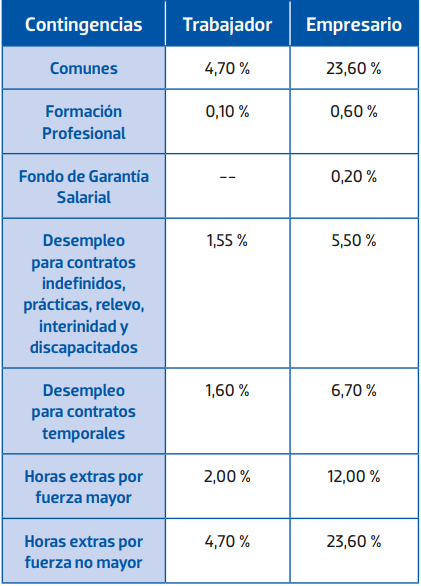 Contingencias Trabajador Empresario
Comunes 4,70 % 23,60 %
Formación 0,10 % 0,60 %
Profesional
Fondo de Garantía -- 0,20 %
Salarial
Desempleo 1,55 % 5,50 %
para contratos
indefinidos,
prácticas, relevo,
interinidad y
discapacitados
Desempleo 1,60 % 6,70 %
para contratos
temporales
Horas extras por 2,00 % 12,00 %
fuerza mayor
Horas extras por 4,70 % 23,60 %
fuerza no mayor